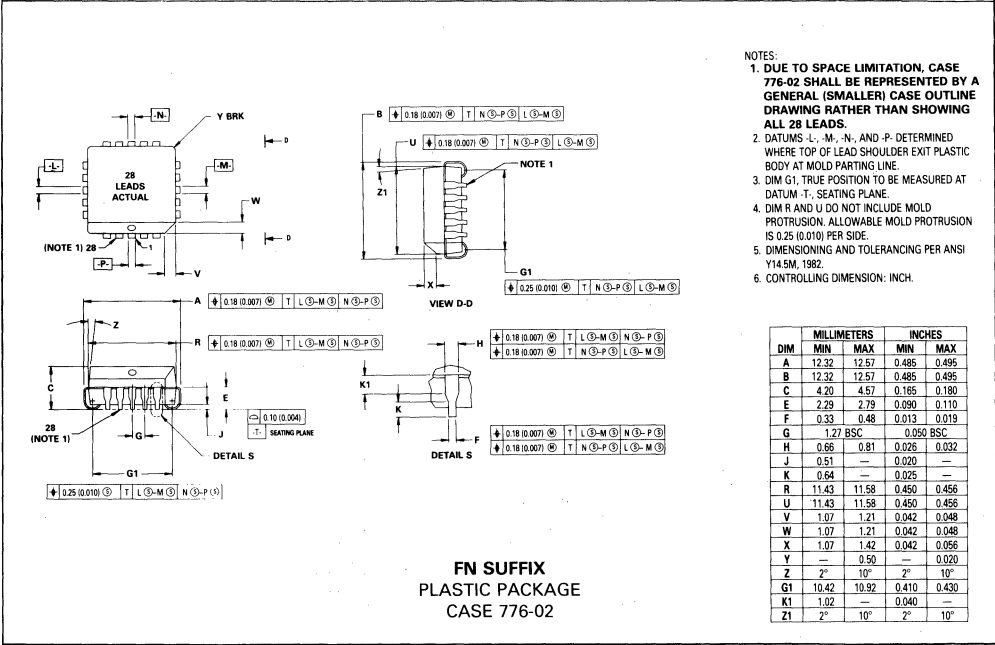 NOTES:
1. DUE TO SPACE LIMITATION, CASE
776-02 SHALL BE REPRESENTED BY A
GENERAL (SMALLER) CASE OUTLINE
DRAWING RATHER THAN SHOWING
ALL 28 LEADS.
2. DATUMS -L-, -M-, -N-, AND -P- DETERMINED
WHERE TOP OF LEAD SHOULDER EXIT PLASTIC
BODY AT MOLD PARTING LINE.
3. DIM G1, TRUE POSITION TO BE MEASURED AT
DATUM -T-, SEATING PLANE.
4. DIM R AND U DO NOT INCLUDE MOLD
PROTRUSION. ALLOWABLE MOLD PROTRUSION
IS 0.25 (0.010) PER SIDE.
5. DIMENSIONING AND TOLERANCING PER ANSI
Y14.5M, 1982.
6. CONTROLLING DIMENSION: INCH.
-N-
Y BRK
D
-L-
-M-
28
LEADS
ACTUAL
W
(NOTE 1) 28
1
D
-P-
V
B ⌖ 0.18 (0.007) Ⓜ T N Ⓢ–P Ⓢ L Ⓢ–M Ⓢ
U ⌖ 0.18 (0.007) Ⓜ T N Ⓢ–P Ⓢ L Ⓢ–M Ⓢ
NOTE 1
Z1
X
G1
⌖ 0.25 (0.010) Ⓜ T N Ⓢ–P Ⓢ L Ⓢ–M Ⓢ
VIEW D-D
A ⌖ 0.18 (0.007) Ⓜ T L Ⓢ–M Ⓢ N Ⓢ–P Ⓢ
Z
R ⌖ 0.18 (0.007) Ⓜ T L Ⓢ–M Ⓢ N Ⓢ–P Ⓢ
C
E
28
(NOTE 1)
G
J
⌓ 0.10 (0.004)
-T- SEATING PLANE
DETAIL S
G1
⌖ 0.25 (0.010) Ⓢ T L Ⓢ–M Ⓢ N Ⓢ–P Ⓢ
H ⌖ 0.18 (0.007) Ⓜ T L Ⓢ–M Ⓢ N Ⓢ–P Ⓢ
⌖ 0.18 (0.007) Ⓜ T N Ⓢ–P Ⓢ L Ⓢ–M Ⓢ
K1
K
F ⌖ 0.18 (0.007) Ⓜ T L Ⓢ–M Ⓢ N Ⓢ–P Ⓢ
⌖ 0.18 (0.007) Ⓜ T N Ⓢ–P Ⓢ L Ⓢ–M Ⓢ
DETAIL S
FN SUFFIX
PLASTIC PACKAGE
CASE 776-02
MILLIMETERS INCHES
DIM MIN MAX MIN MAX
A 12.32 12.57 0.485 0.495
B 12.32 12.57 0.485 0.495
C 4.20 4.57 0.165 0.180
E 2.29 2.79 0.090 0.110
F 0.33 0.48 0.013 0.019
G 1.27 BSC 0.050 BSC
H 0.66 0.81 0.026 0.032
J 0.51 — 0.020 —
K 0.64 — 0.025 —
R 11.43 11.58 0.450 0.456
U 11.43 11.58 0.450 0.456
V 1.07 1.21 0.042 0.048
W 1.07 1.21 0.042 0.048
X 1.07 1.42 0.042 0.056
Y — 0.50 — 0.020
Z 2° 10° 2° 10°
G1 10.42 10.92 0.410 0.430
K1 1.02 — 0.040 —
Z1 2° 10° 2° 10°